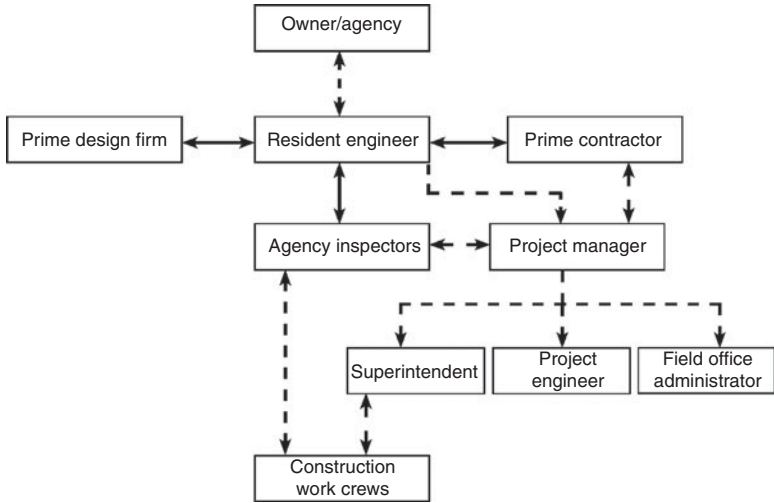 Owner/agency
Prime design firm
Resident engineer
Prime contractor
Agency inspectors
Project manager
Superintendent
Project
engineer
Field office
administrator
Construction
work crews